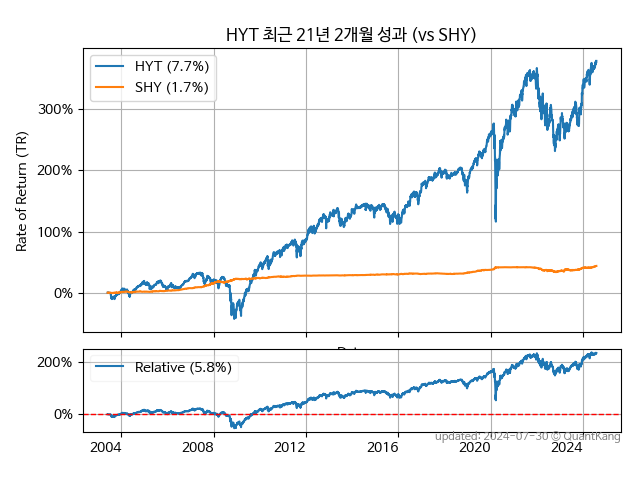 HYT 최근 21년 2개월 성과 (vs SHY)
HYT (7.7%)
SHY (1.7%)
Rate of Return (TR)
300%
200%
100%
0%
200%
0%
Relative (5.8%)
2004
2008
2012
2016
2020
2024
updated: 2024-07-30 © QuantKang